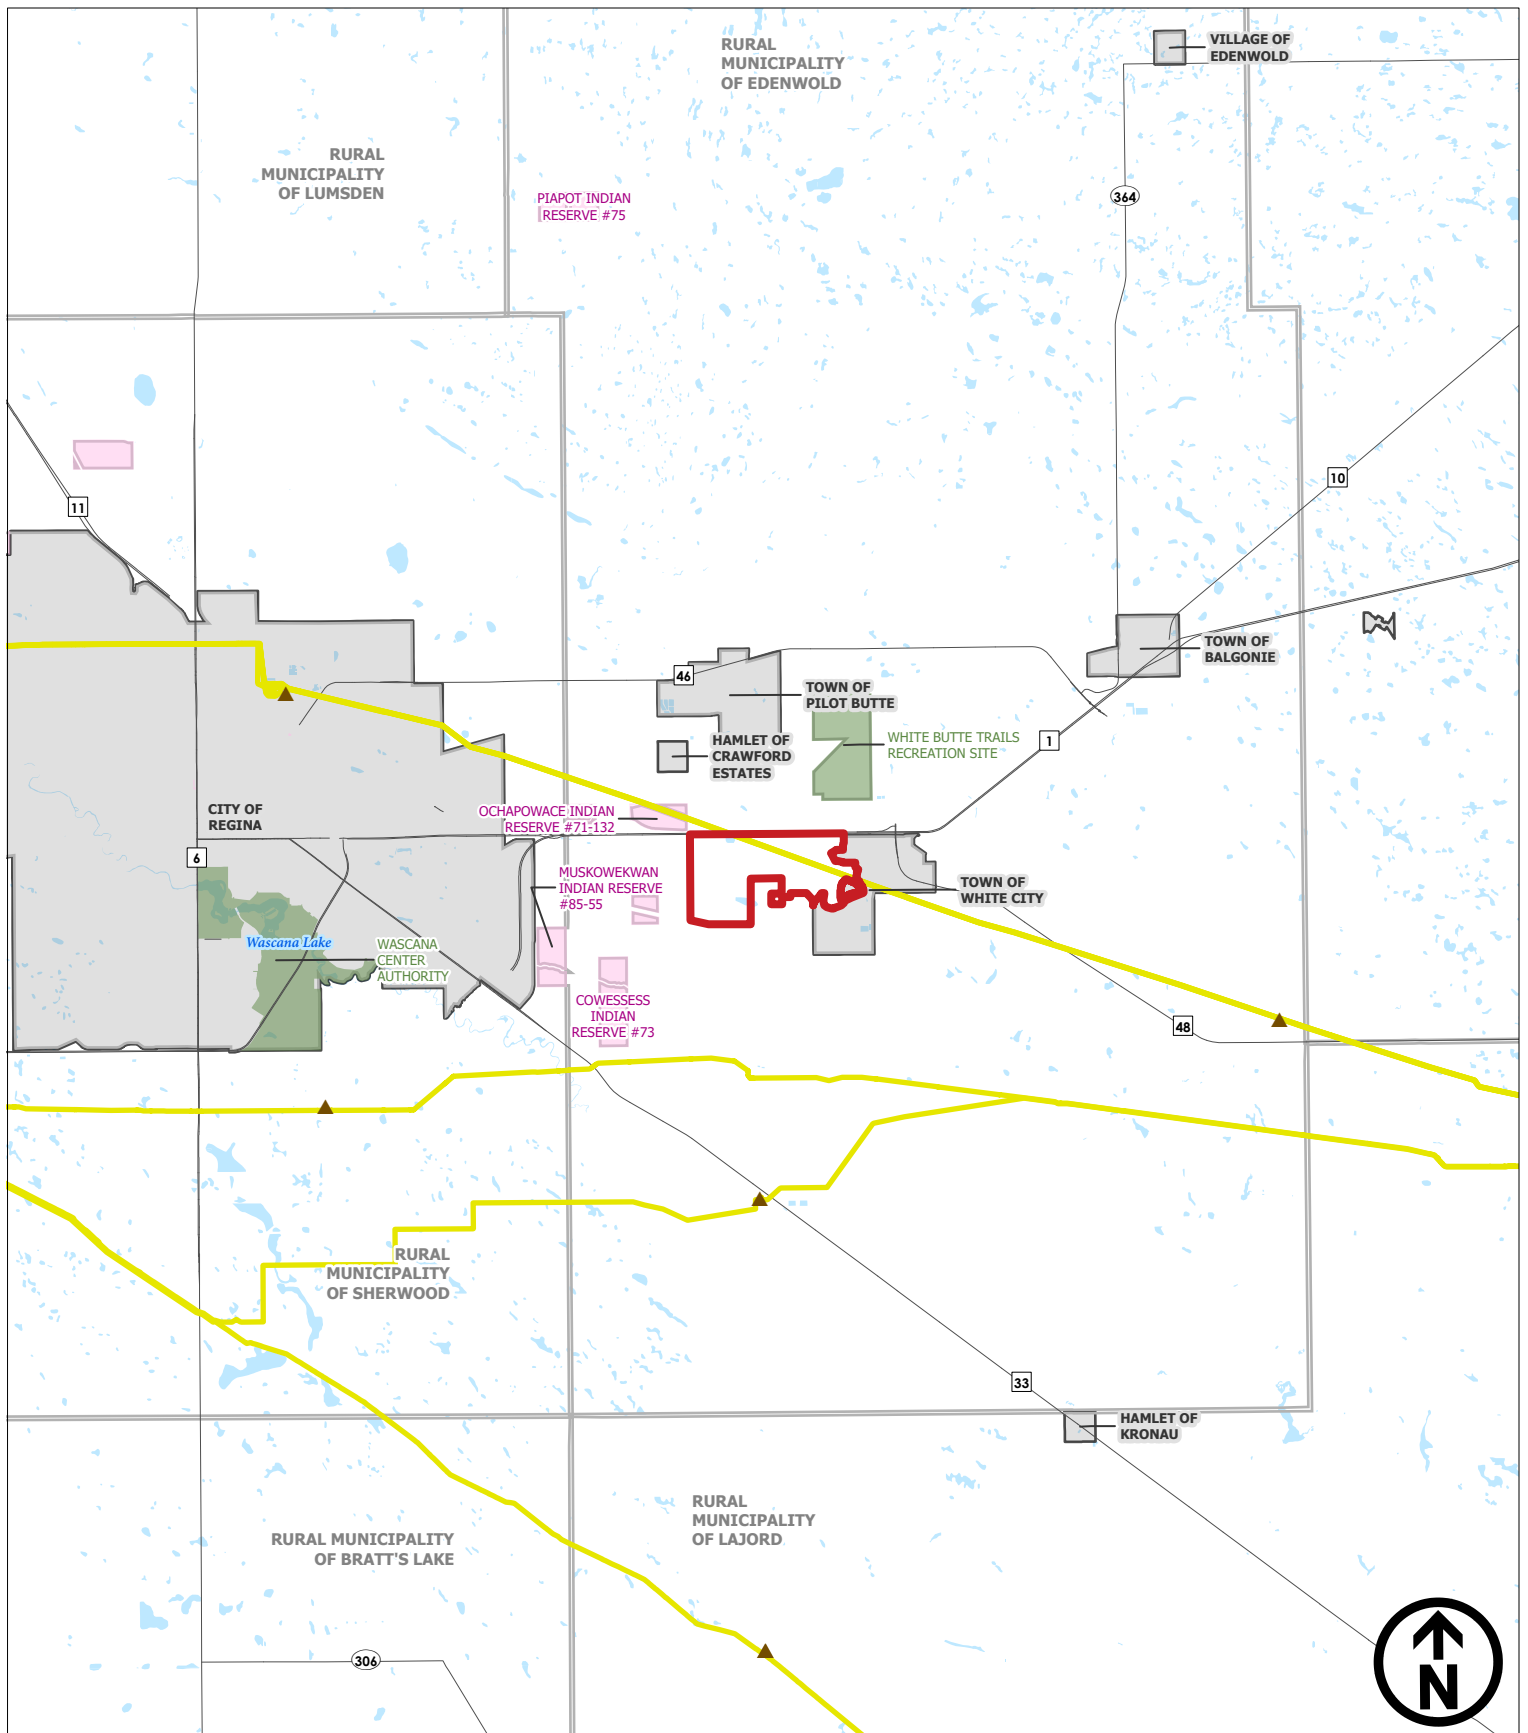 RURAL
MUNICIPALITY
OF EDENWOLD
VILLAGE OF
EDENWOLD
RURAL
MUNICIPALITY
OF LUMSDEN
PIAPOT INDIAN
RESERVE #75
364
10
11
TOWN OF
BALGONIE
46
TOWN OF
PILOT BUTTE
WHITE BUTTE TRAILS
RECREATION SITE
1
HAMLET OF
CRAWFORD
ESTATES
CITY OF
REGINA
OCHAPOWACE INDIAN
RESERVE #71-132
6
MUSKOWEKWAN
INDIAN RESERVE
#85-55
TOWN OF
WHITE CITY
Wascana Lake
WASCANA
CENTER
AUTHORITY
COWESSESS
INDIAN
RESERVE #73
48
RURAL
MUNICIPALITY
OF SHERWOOD
33
HAMLET OF
KRONAU
RURAL
MUNICIPALITY
OF LAJORD
RURAL MUNICIPALITY
OF BRATT'S LAKE
306
N